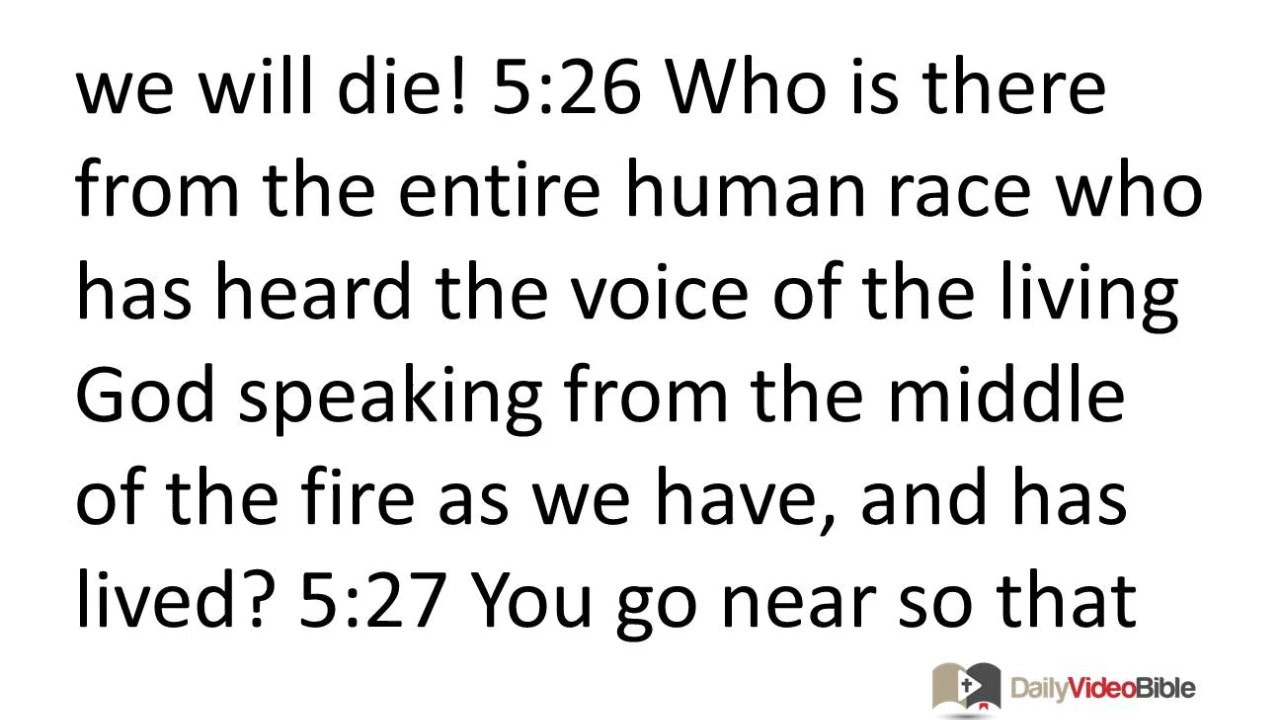 we will die! 5:26 Who is there
from the entire human race who
has heard the voice of the living
God speaking from the middle
of the fire as we have, and has
lived? 5:27 You go near so that
DailyVideoBible